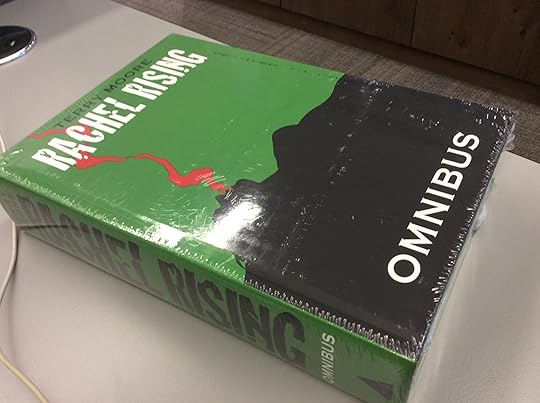 TERRY MOORE
RACHEL RISING
OMNIBUS
RACHEL RISING
OMNIBUS